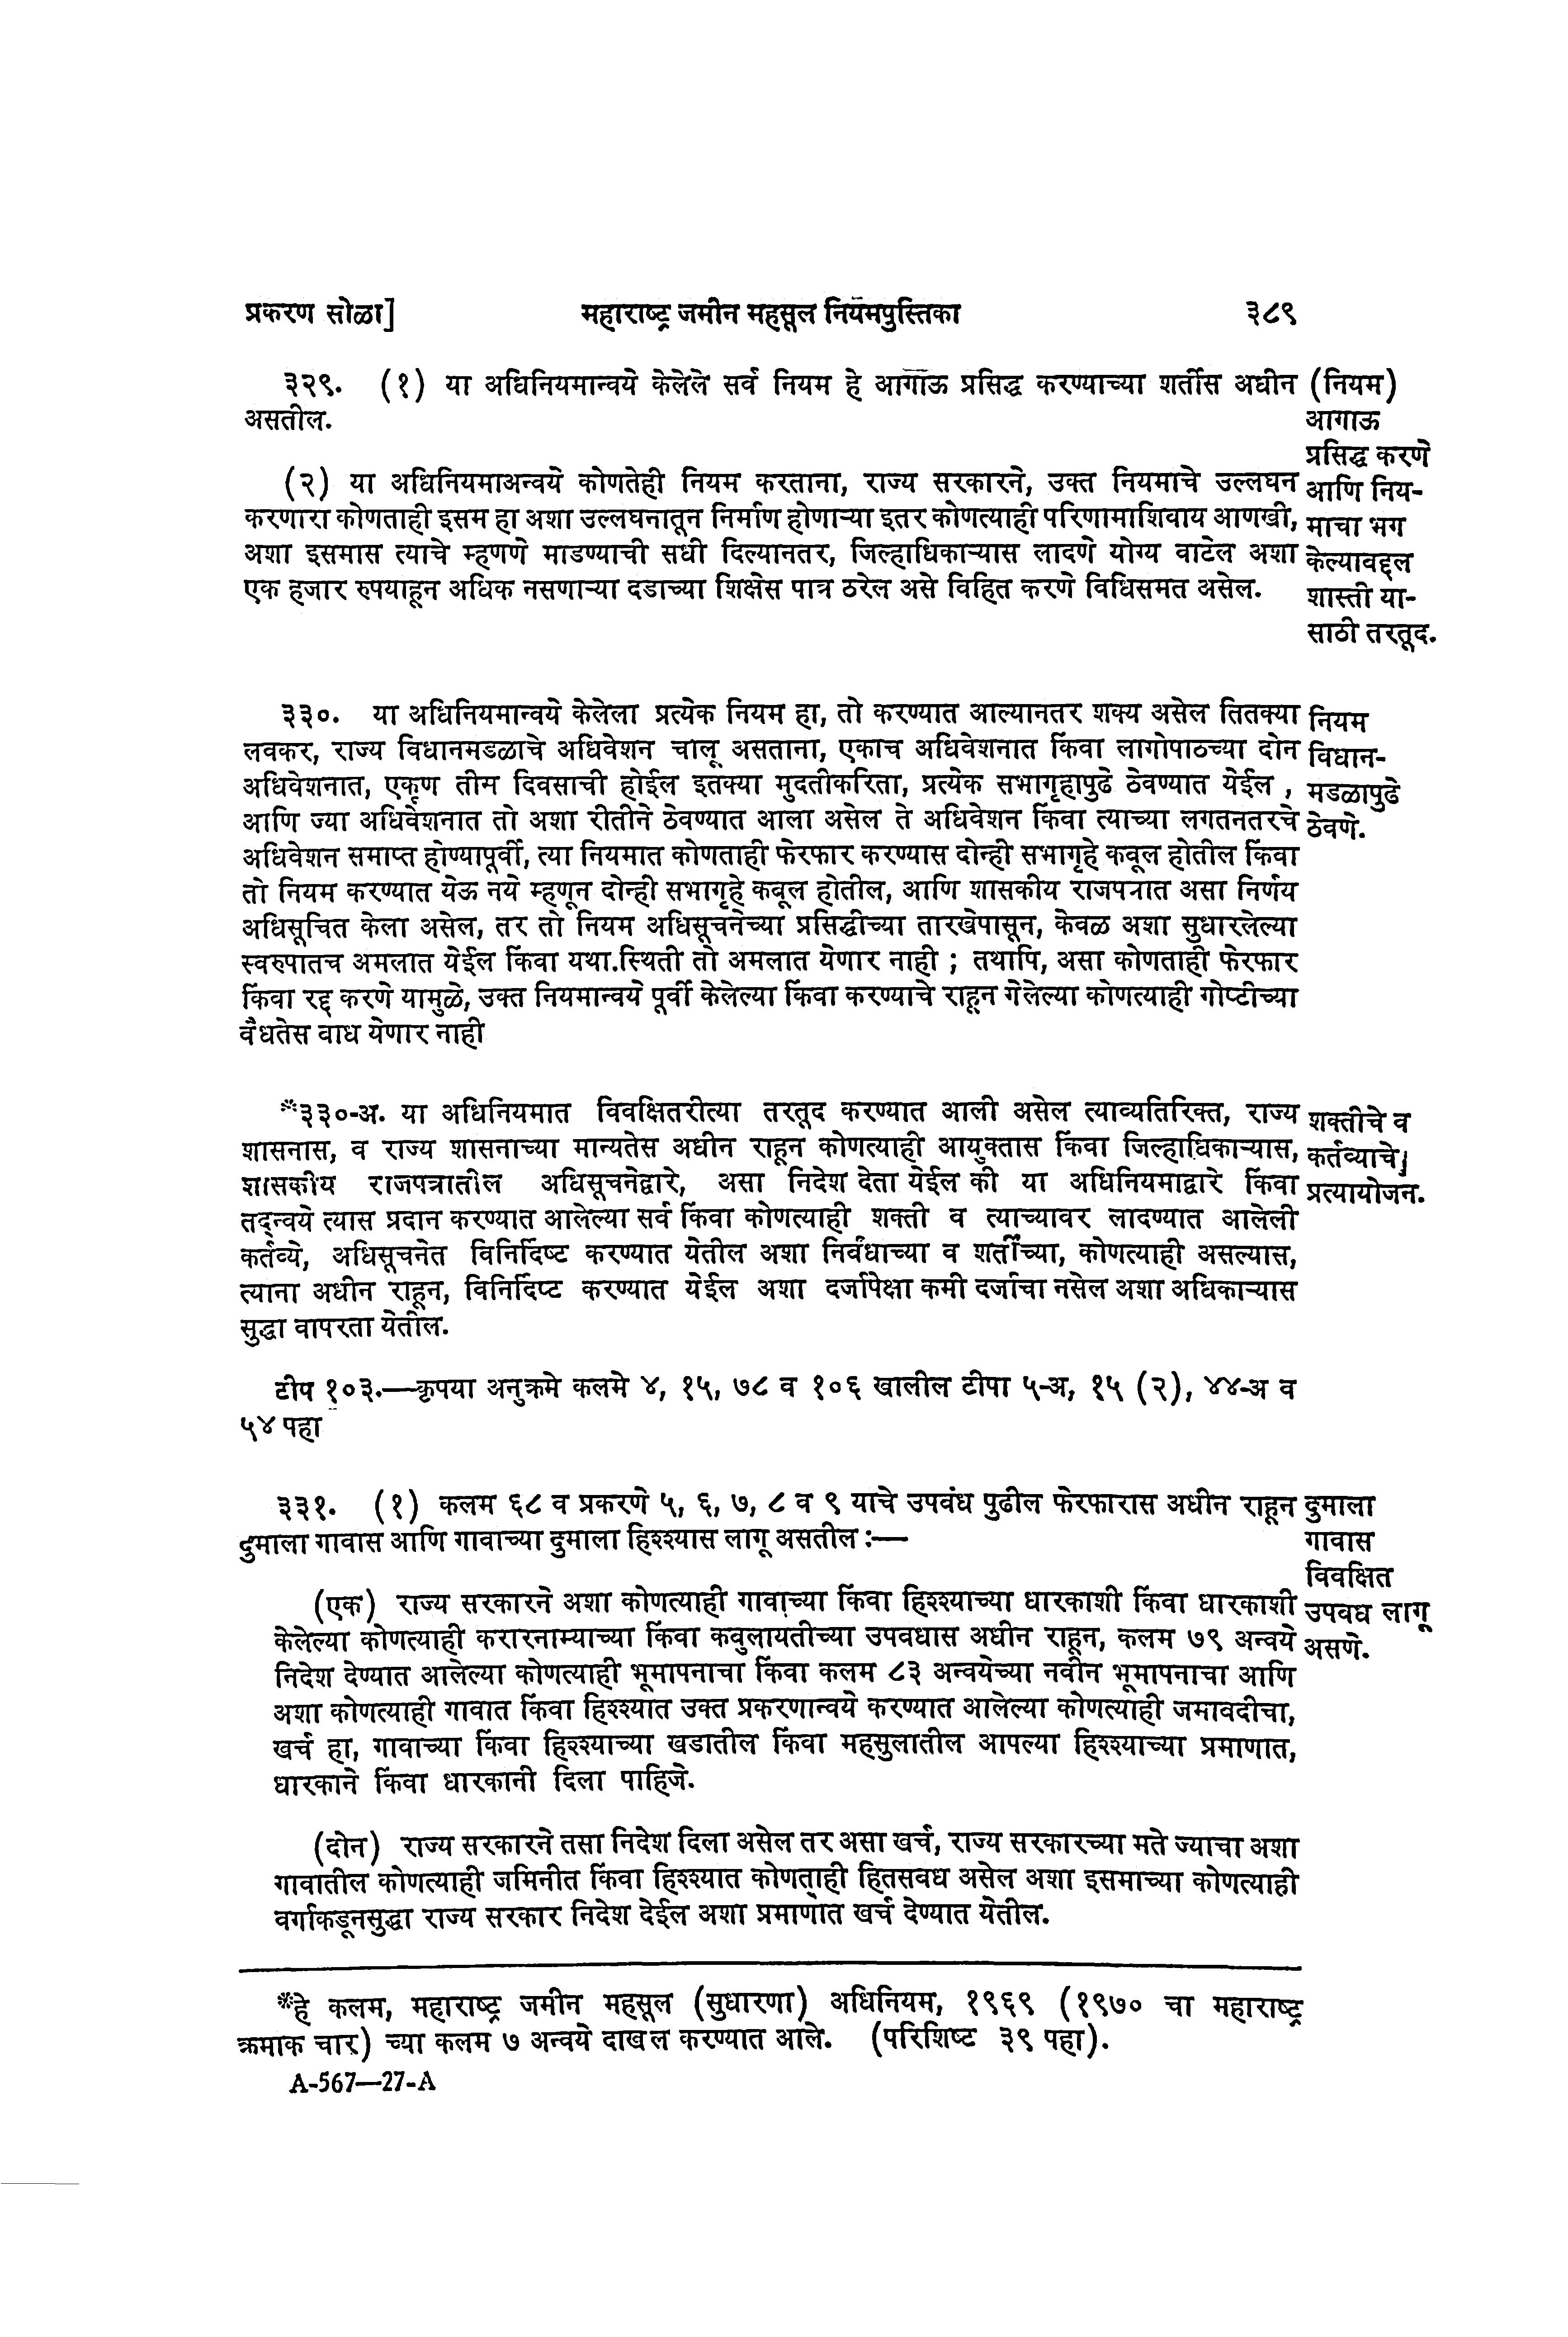 प्रकरण सोळा] महाराष्ट्र जमीन महसूल नियमपुस्तिका ३८९
३२९. (१) या अधिनियमान्वये केलेले सर्व नियम हे आगाऊ प्रसिद्ध करण्याच्या शर्तीस अधीन
असतील.
(नियम)
आगाऊ
प्रसिद्ध करणे
आणि निय-
माचा भग
केल्यावद्दल
शास्ती या-
साठी तरतूद.
(२) या अधिनियमाअन्वये कोणतेही नियम करताना, राज्य सरकारने, उक्त नियमाचे उल्लघन
करणारा कोणताही इसम हा अशा उल्लघनातून निर्माण होणाऱ्या इतर कोणत्याही परिणामाशिवाय आणखी,
अशा इसमास त्याचे म्हणणे माडण्याची सधी दिल्यानतर, जिल्हाधिकाऱ्यास लादणे योग्य वाटेल अशा
एक हजार रुपयाहून अधिक नसणाऱ्या दडाच्या शिक्षेस पात्र ठरेल असे विहित करणे विधिसमत असेल.
३३०. या अधिनियमान्वये केलेला प्रत्येक नियम हा, तो करण्यात आल्यानतर शक्य असेल तितक्या
लवकर, राज्य विधानमडळाचे अधिवेशन चालू असताना, एकाच अधिवेशनात किंवा लागोपाठच्या दोन
अधिवेशनात, एकूण तीम दिवसाची होईल इतक्या मुदतीकरिता, प्रत्येक सभागृहापुढे ठेवण्यात येईल ,
आणि ज्या अधिवेशनात तो अशा रीतीने ठेवण्यात आला असेल ते अधिवेशन किंवा त्याच्या लगतनतरचे
अधिवेशन समाप्त होण्यापूर्वी, त्या नियमात कोणताही फेरफार करण्यास दोन्ही सभागृहे कबूल होतील किंवा
तो नियम करण्यात येऊ नये म्हणून दोन्ही सभागृहे कबूल होतील, आणि शासकीय राजपत्रात असा निर्णय
अधिसूचित केला असेल, तर तो नियम अधिसूचनेच्या प्रसिद्धीच्या तारखेपासून, केवळ अशा सुधारलेल्या
स्वरुपातच अमलात येईल किंवा यथा.स्थिती तो अमलात येणार नाही ; तथापि, असा कोणताही फेरफार
किंवा रद्द करणे यामुळे, उक्त नियमान्वये पूर्वी केलेल्या किंवा करण्याचे राहून गेलेल्या कोणत्याही गोष्टीच्या
वैधतेस वाध येणार नाही
नियम
विधान-
मडळापुढे
ठेवणे.
*३३०-अ. या अधिनियमात विवक्षितरीत्या तरतूद करण्यात आली असेल त्याव्यतिरिक्त, राज्य
शासनास, व राज्य शासनाच्या मान्यतेस अधीन राहून कोणत्याही आयुक्तास किंवा जिल्हाधिकाऱ्यास,
शासकीय राजपत्रातील अधिसूचनेद्वारे, असा निदेश देता येईल की या अधिनियमाद्वारे किंवा
तद्न्वये त्यास प्रदान करण्यात आलेल्या सर्व किंवा कोणत्याही शक्ती व त्याच्यावर लादण्यात आलेली
कर्तव्ये, अधिसूचनेत विनिर्दिष्ट करण्यात येतील अशा निर्वंधाच्या व शर्तींच्या, कोणत्याही असल्यास,
त्याना अधीन राहून, विनिर्दिष्ट करण्यात येईल अशा दर्जापेक्षा कमी दर्जाचा नसेल अशा अधिकाऱ्यास
सुद्धा वापरता येतील.
शक्तीचे व
कर्तव्याचे
प्रत्यायोजन.
टीप १०३.—कृपया अनुक्रमे कलमे ४, १५, ७८ व १०६ खालील टीपा ५-अ, १५ (२), ४४-अ व
५४ पहा
३३१. (१) कलम ६८ व प्रकरणे ५, ६, ७, ८ व ९ याचे उपवंध पुढील फेरफारास अधीन राहून
दुमाला गावास आणि गावाच्या दुमाला हिश्श्यास लागू असतील :—
दुमाला
गावास
विवक्षित
उपवध लागू
असणे.
(एक) राज्य सरकारने अशा कोणत्याही गावाच्या किंवा हिश्श्याच्या धारकाशी किंवा धारकाशी
केलेल्या कोणत्याही करारनाम्याच्या किंवा कबुलायतीच्या उपवधास अधीन राहून, कलम ७९ अन्वये
निदेश देण्यात आलेल्या कोणत्याही भूमापनाचा किंवा कलम ८३ अन्वयेच्या नवीन भूमापनाचा आणि
अशा कोणत्याही गावात किंवा हिश्श्यात उक्त प्रकरणान्वये करण्यात आलेल्या कोणत्याही जमावदीचा,
खर्च हा, गावाच्या किंवा हिश्श्याच्या खडातील किंवा महसुलातील आपल्या हिश्श्याच्या प्रमाणात,
धारकाने किंवा धारकानी दिला पाहिजे.
(दोन) राज्य सरकारने तसा निदेश दिला असेल तर असा खर्च, राज्य सरकारच्या मते ज्याचा अशा
गावातील कोणत्याही जमिनीत किंवा हिश्श्यात कोणताही हितसवध असेल अशा इसमाच्या कोणत्याही
वर्गाकडूनसुद्धा राज्य सरकार निदेश देईल अशा प्रमाणात खर्च देण्यात येतील.
*हे कलम, महाराष्ट्र जमीन महसूल (सुधारणा) अधिनियम, १९६९ (१९७० चा महाराष्ट्र
क्रमाक चार) च्या कलम ७ अन्वये दाखल करण्यात आले. (परिशिष्ट ३९ पहा).
A-567—27-A